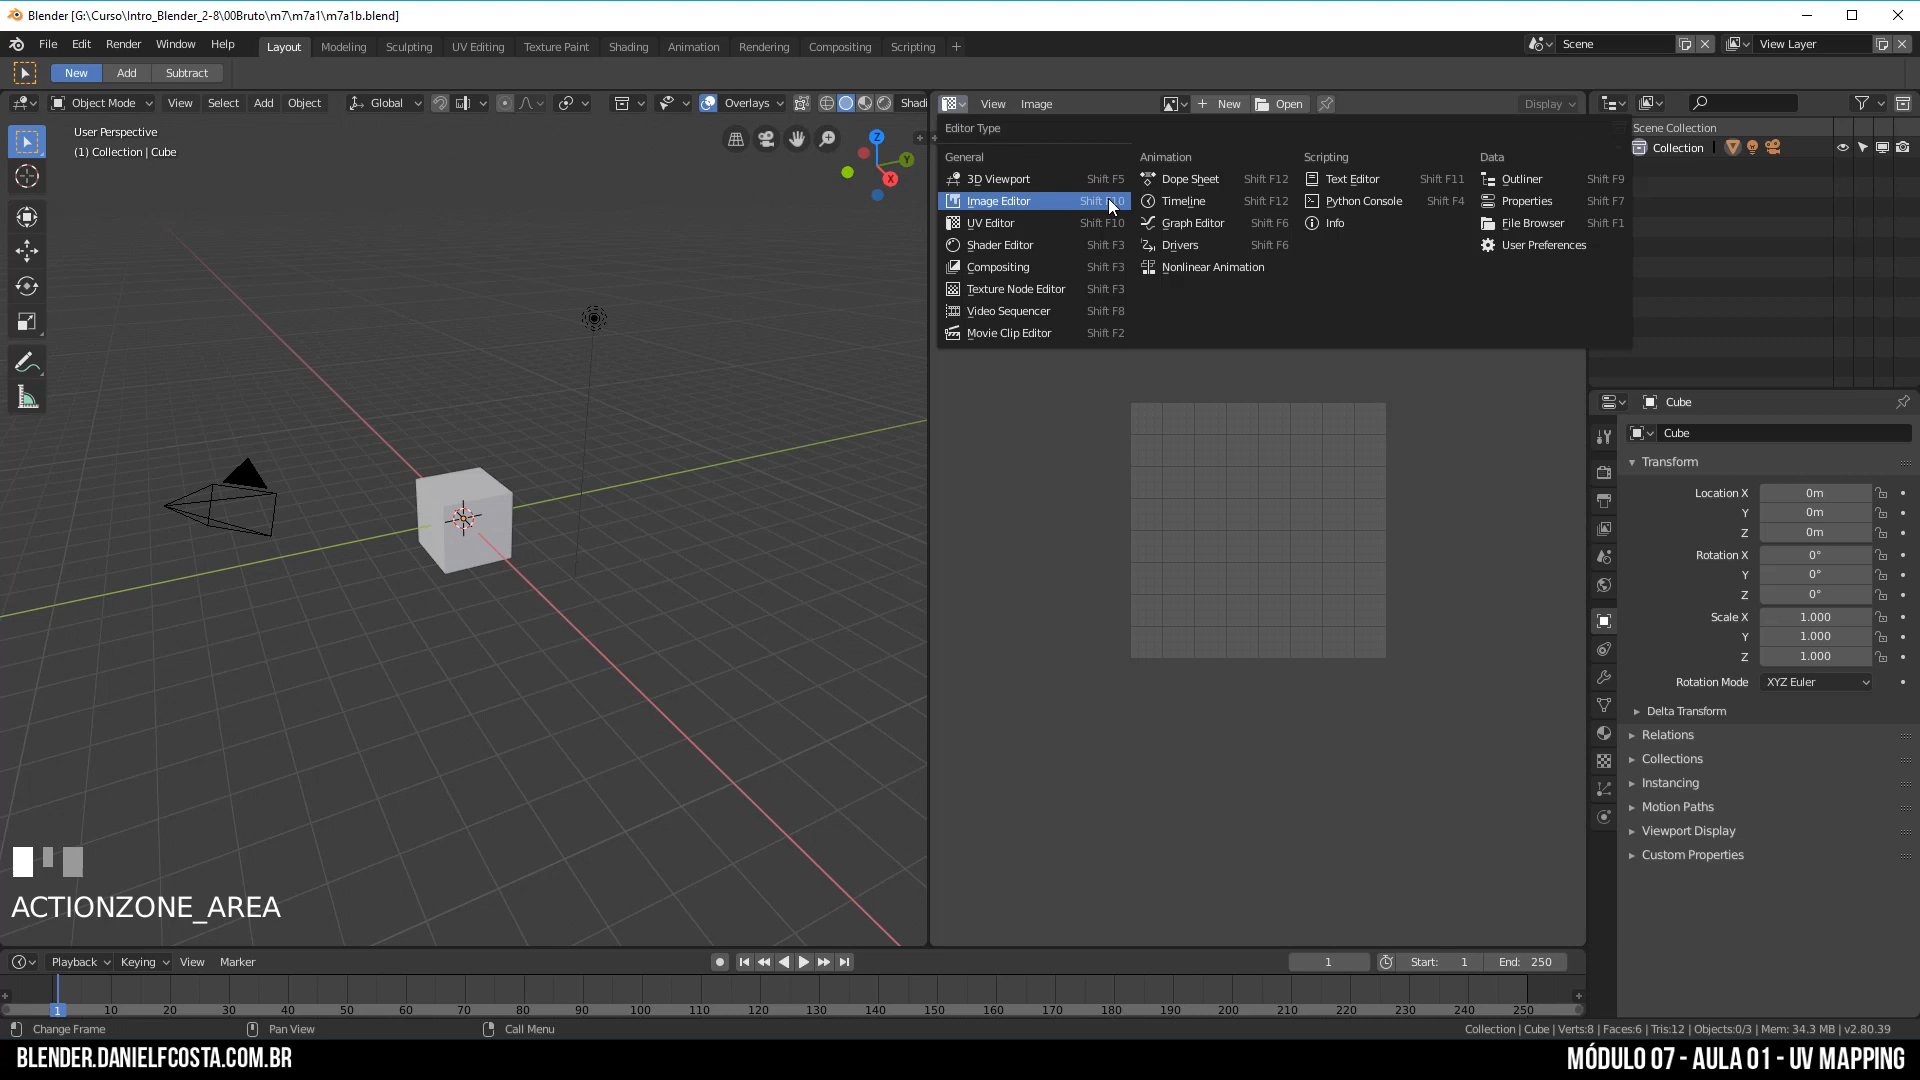 Blender [G:\Curso\Intro_Blender_2-8\00Bruto\m7\m7a1\m7a1b.blend]
File Edit Render Window Help Layout Modeling Sculpting UV Editing Texture Paint Shading Animation Rendering Compositing Scripting + Scene View Layer
New Add Subtract
Object Mode View Select Add Object Global Overlays Shadi
View Image New Open Display
User Perspective
(1) Collection | Cube
Z
Y
X
Editor Type
General
3D Viewport Shift F5
Image Editor Shift F10
UV Editor Shift F10
Shader Editor Shift F3
Compositing Shift F3
Texture Node Editor Shift F3
Video Sequencer Shift F8
Movie Clip Editor Shift F2
Animation
Dope Sheet Shift F12
Timeline Shift F12
Graph Editor Shift F6
Drivers Shift F6
Nonlinear Animation
Scripting
Text Editor Shift F11
Python Console Shift F4
Info
Data
Outliner Shift F9
Properties Shift F7
File Browser Shift F1
User Preferences
Scene Collection
Collection
Cube
Cube
Transform
Location X 0m
Y 0m
Z 0m
Rotation X 0°
Y 0°
Z 0°
Scale X 1.000
Y 1.000
Z 1.000
Rotation Mode XYZ Euler
Delta Transform
Relations
Collections
Instancing
Motion Paths
Viewport Display
Custom Properties
ACTIONZONE_AREA
Playback Keying View Marker 1 Start: 1 End: 250
1 10 20 30 40 50 60 70 80 90 100 110 120 130 140 150 160 170 180 190 200 210 220 230 240 250
Change Frame Pan View Call Menu Collection | Cube | Verts:8 | Faces:6 | Tris:12 | Objects:0/3 | Mem: 34.3 MB | v2.80.39
BLENDER.DANIELFCOSTA.COM.BR MÓDULO 07 - AULA 01 - UV MAPPING